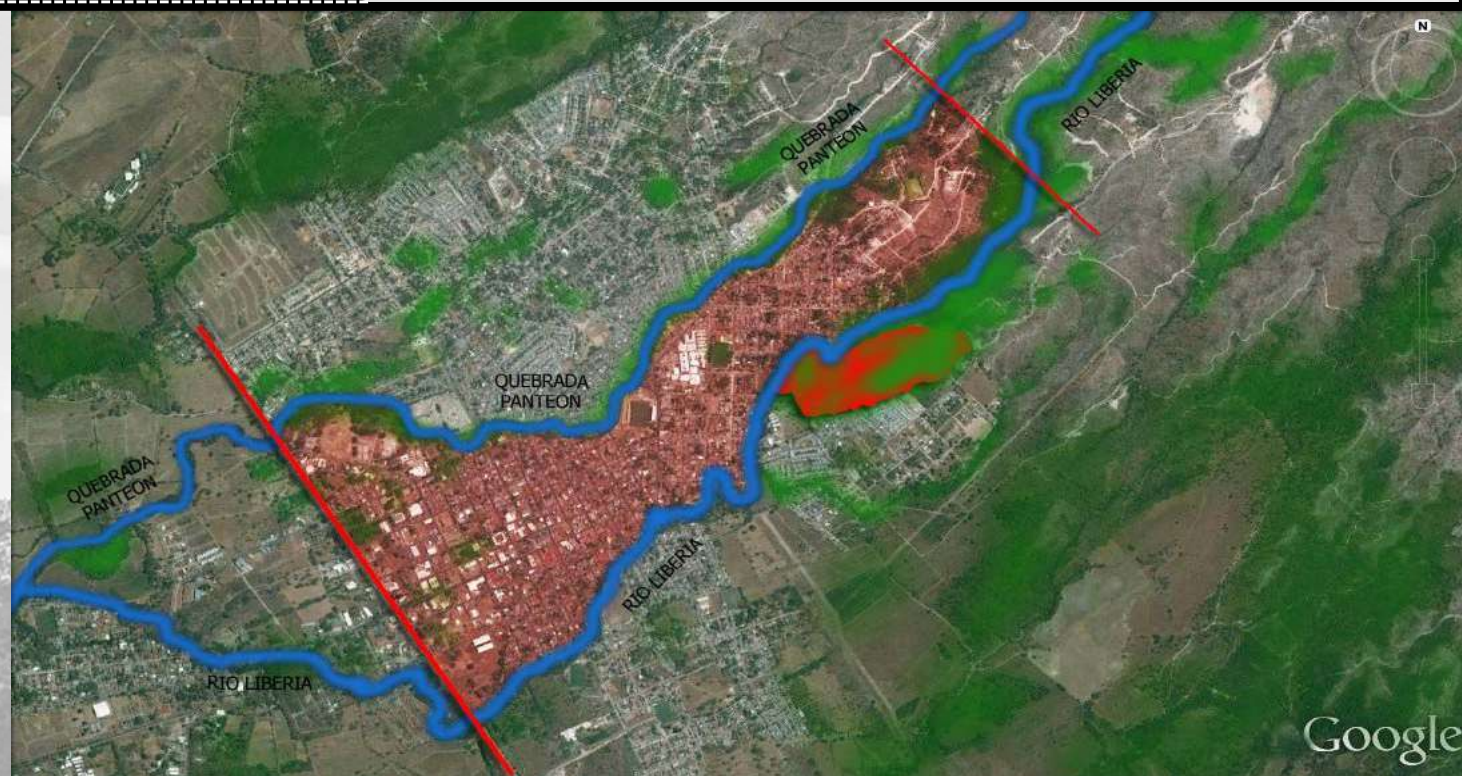 N
RIO LIBERIA
QUEBRADA
PANTEON
QUEBRADA
PANTEON
QUEBRADA
PANTEON
RIO LIBERIA
RIO LIBERIA
Google